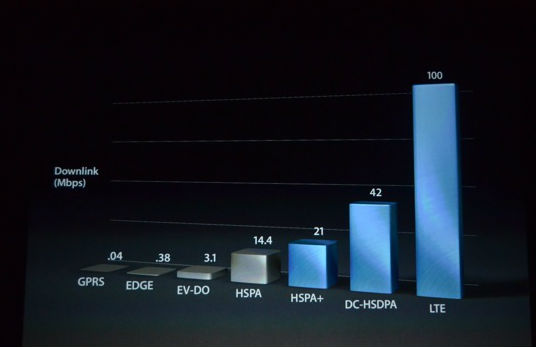 100
Downlink
(Mbps)
42
.04
.38
3.1
14.4
21
GPRS
EDGE
EV-DO
HSPA
HSPA+
DC-HSDPA
LTE